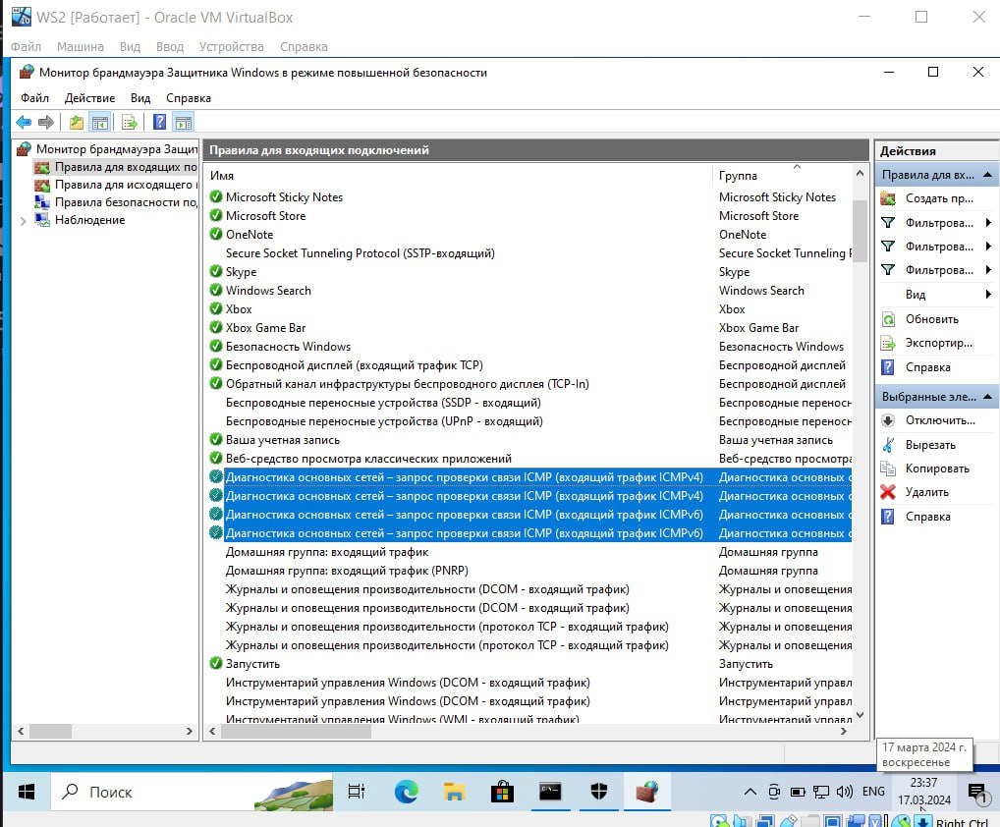 WS2 [Работает] - Oracle VM VirtualBox
Файл Машина Вид Ввод Устройства Справка
Монитор брандмауэра Защитника Windows в режиме повышенной безопасности
Файл Действие Вид Справка
Монитор брандмауэра Защит
Правила для входящих по
Правила для исходящего
Правила безопасности по
Наблюдение
Правила для входящих подключений
Имя Группа
Microsoft Sticky Notes Microsoft Sticky Notes
Microsoft Store Microsoft Store
OneNote OneNote
Secure Socket Tunneling Protocol (SSTP-входящий) Secure Socket Tunneling
Skype Skype
Windows Search Windows Search
Xbox Xbox
Xbox Game Bar Xbox Game Bar
Безопасность Windows Безопасность Windows
Беспроводной дисплей (входящий трафик TCP) Беспроводной дисплей
Обратный канал инфраструктуры беспроводного дисплея (TCP-In) Беспроводной дисплей
Беспроводные переносные устройства (SSDP - входящий) Беспроводные перенось
Беспроводные переносные устройства (UPnP - входящий) Беспроводные перенось
Ваша учетная запись Ваша учетная запись
Веб-средство просмотра классических приложений Веб-средство просмотра
Диагностика основных сетей – запрос проверки связи ICMP (входящий трафик ICMPv4) Диагностика основных с
Диагностика основных сетей – запрос проверки связи ICMP (входящий трафик ICMPv4) Диагностика основных с
Диагностика основных сетей – запрос проверки связи ICMP (входящий трафик ICMPv6) Диагностика основных с
Диагностика основных сетей – запрос проверки связи ICMP (входящий трафик ICMPv6) Диагностика основных с
Домашняя группа: входящий трафик Домашняя группа
Домашняя группа: входящий трафик (PNRP) Домашняя группа
Журналы и оповещения производительности (DCOM - входящий трафик) Журналы и оповещения
Журналы и оповещения производительности (DCOM - входящий трафик) Журналы и оповещения
Журналы и оповещения производительности (протокол TCP - входящий трафик) Журналы и оповещения
Журналы и оповещения производительности (протокол TCP - входящий трафик) Журналы и оповещения
Запустить Запустить
Инструментарий управления Windows (DCOM - входящий трафик) Инструментарий управл
Инструментарий управления Windows (DCOM - входящий трафик) Инструментарий управл
Инструментарий управления Windows (WMI - входящий трафик) Инструментарий управл
Действия
Правила для вх...
Создать пр...
Фильтрова...
Фильтрова...
Фильтрова...
Вид
Обновить
Экспортир...
Справка
Выбранные эле...
Отключить...
Вырезать
Копировать
Удалить
Справка
17 марта 2024 г.
воскресенье
Поиск
ENG
23:37
17.03.2024
1
Right Ctrl